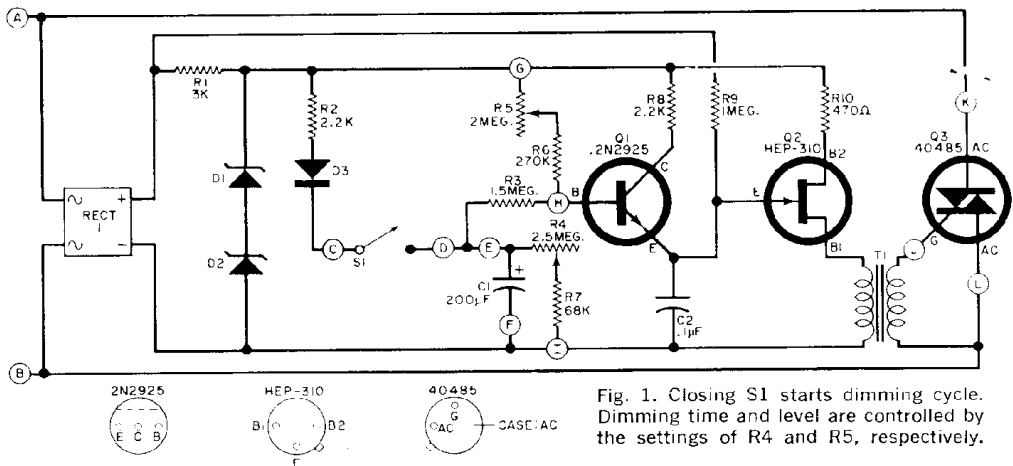 A
K
G
R1
3K
R2
2.2K
R5
2MEG.
R8
2.2K
R9
1MEG.
R10
470Ω
Q1
2N2925
Q2
HEP-310
Q3
40485
AC
D1
D3
R6
270K
C
B2
R3
1.5MEG.
H
B
E
RECT
1
+
−
D2
C
S1
D
E
R4
2.5MEG.
E
B1
T1
J
G
AC
L
C1
200µF
+
R7
68K
C2
.1µF
F
I
B
2N2925
E C B
HEP-310
B1 B2
E
40485
G
AC
CASE:AC
Fig. 1. Closing S1 starts dimming cycle.
Dimming time and level are controlled by
the settings of R4 and R5, respectively.